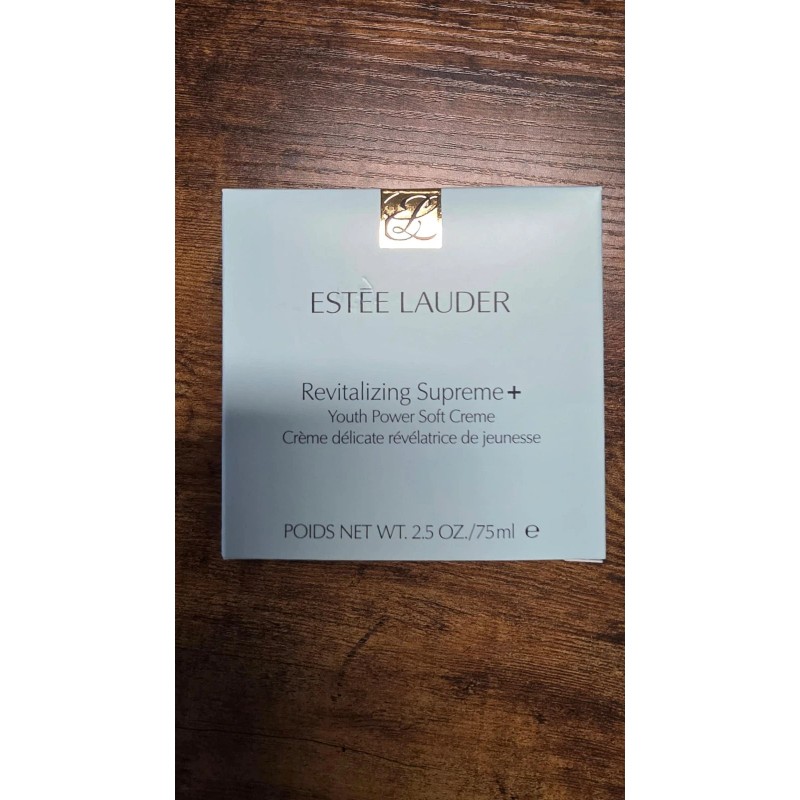 EL
ESTĒE LAUDER
Revitalizing Supreme+
Youth Power Soft Creme
Crème délicate révélatrice de jeunesse
POIDS NET WT. 2.5 OZ./75ml ℮